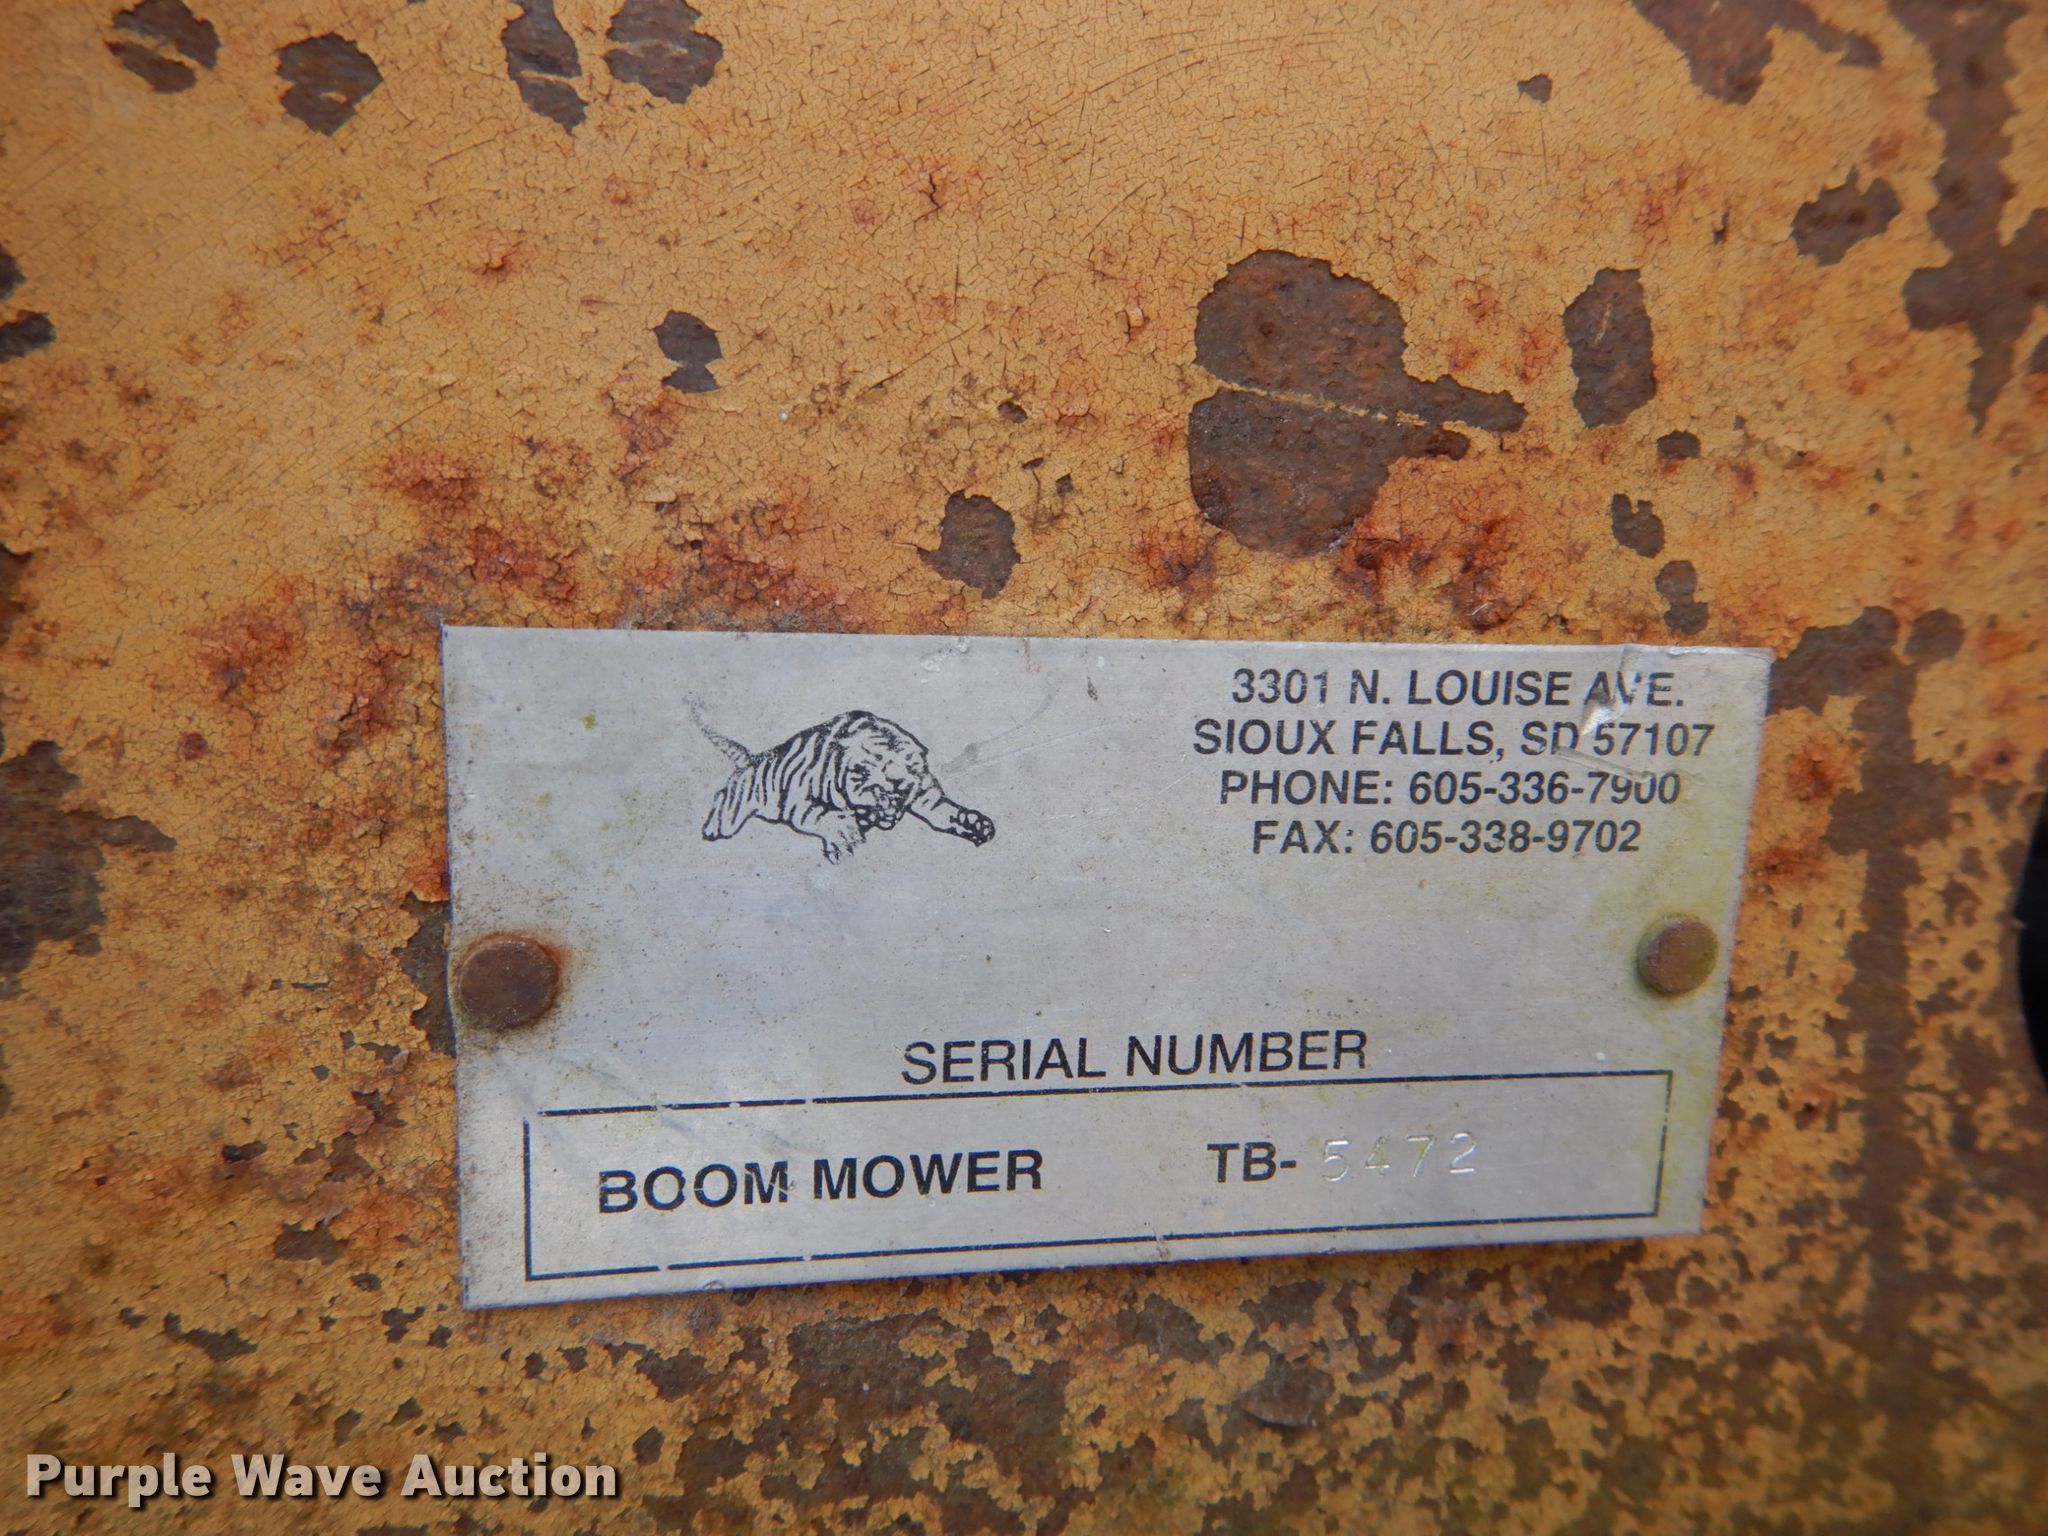 3301 N. LOUISE AVE.
SIOUX FALLS, SD 57107
PHONE: 605-336-7900
FAX: 605-338-9702
SERIAL NUMBER
BOOM MOWER TB- 5472
Purple Wave Auction